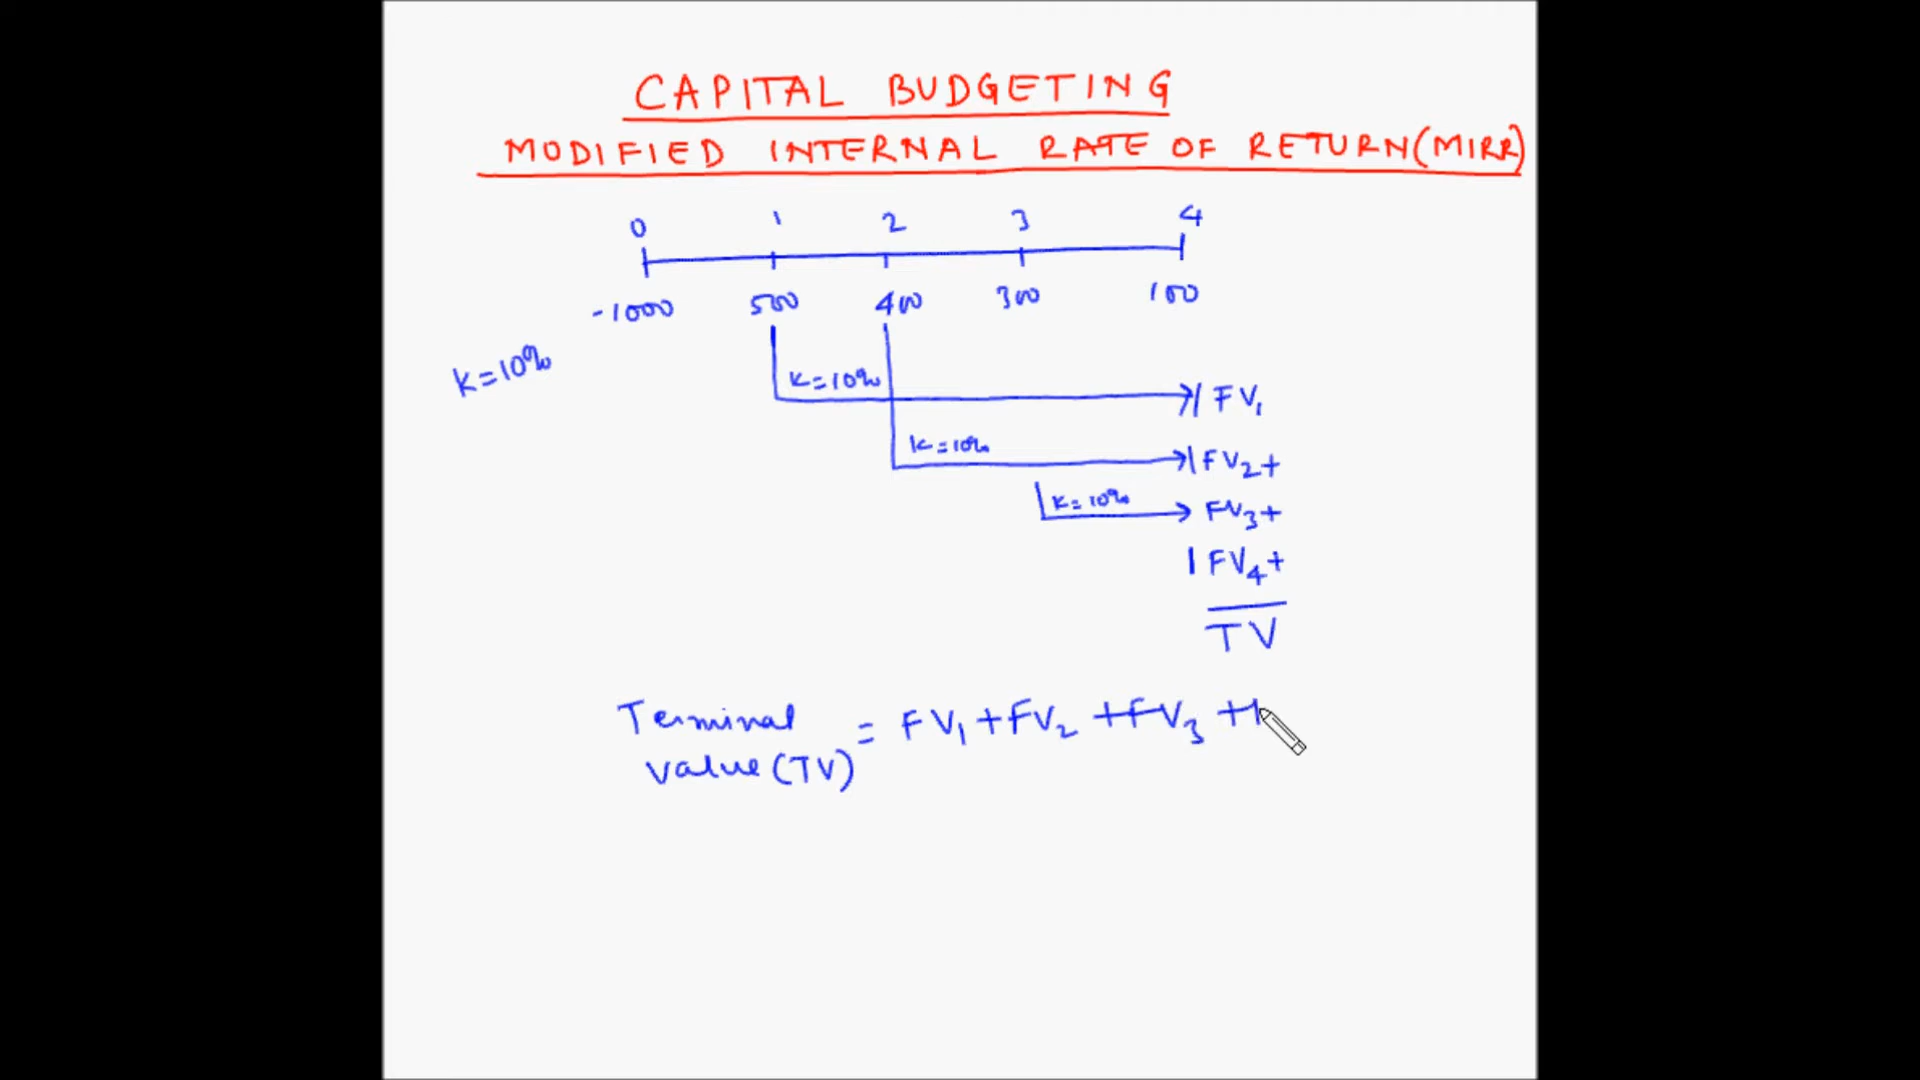 CAPITAL BUDGETING
MODIFIED INTERNAL RATE OF RETURN(MIRR)
0 1 2 3 4
-1000 500 400 300 100
K=10%
K=10% FV1
K=10% FV2+
K=10% FV3+
FV4+
TV
Terminal value(TV) = FV1+FV2+FV3+